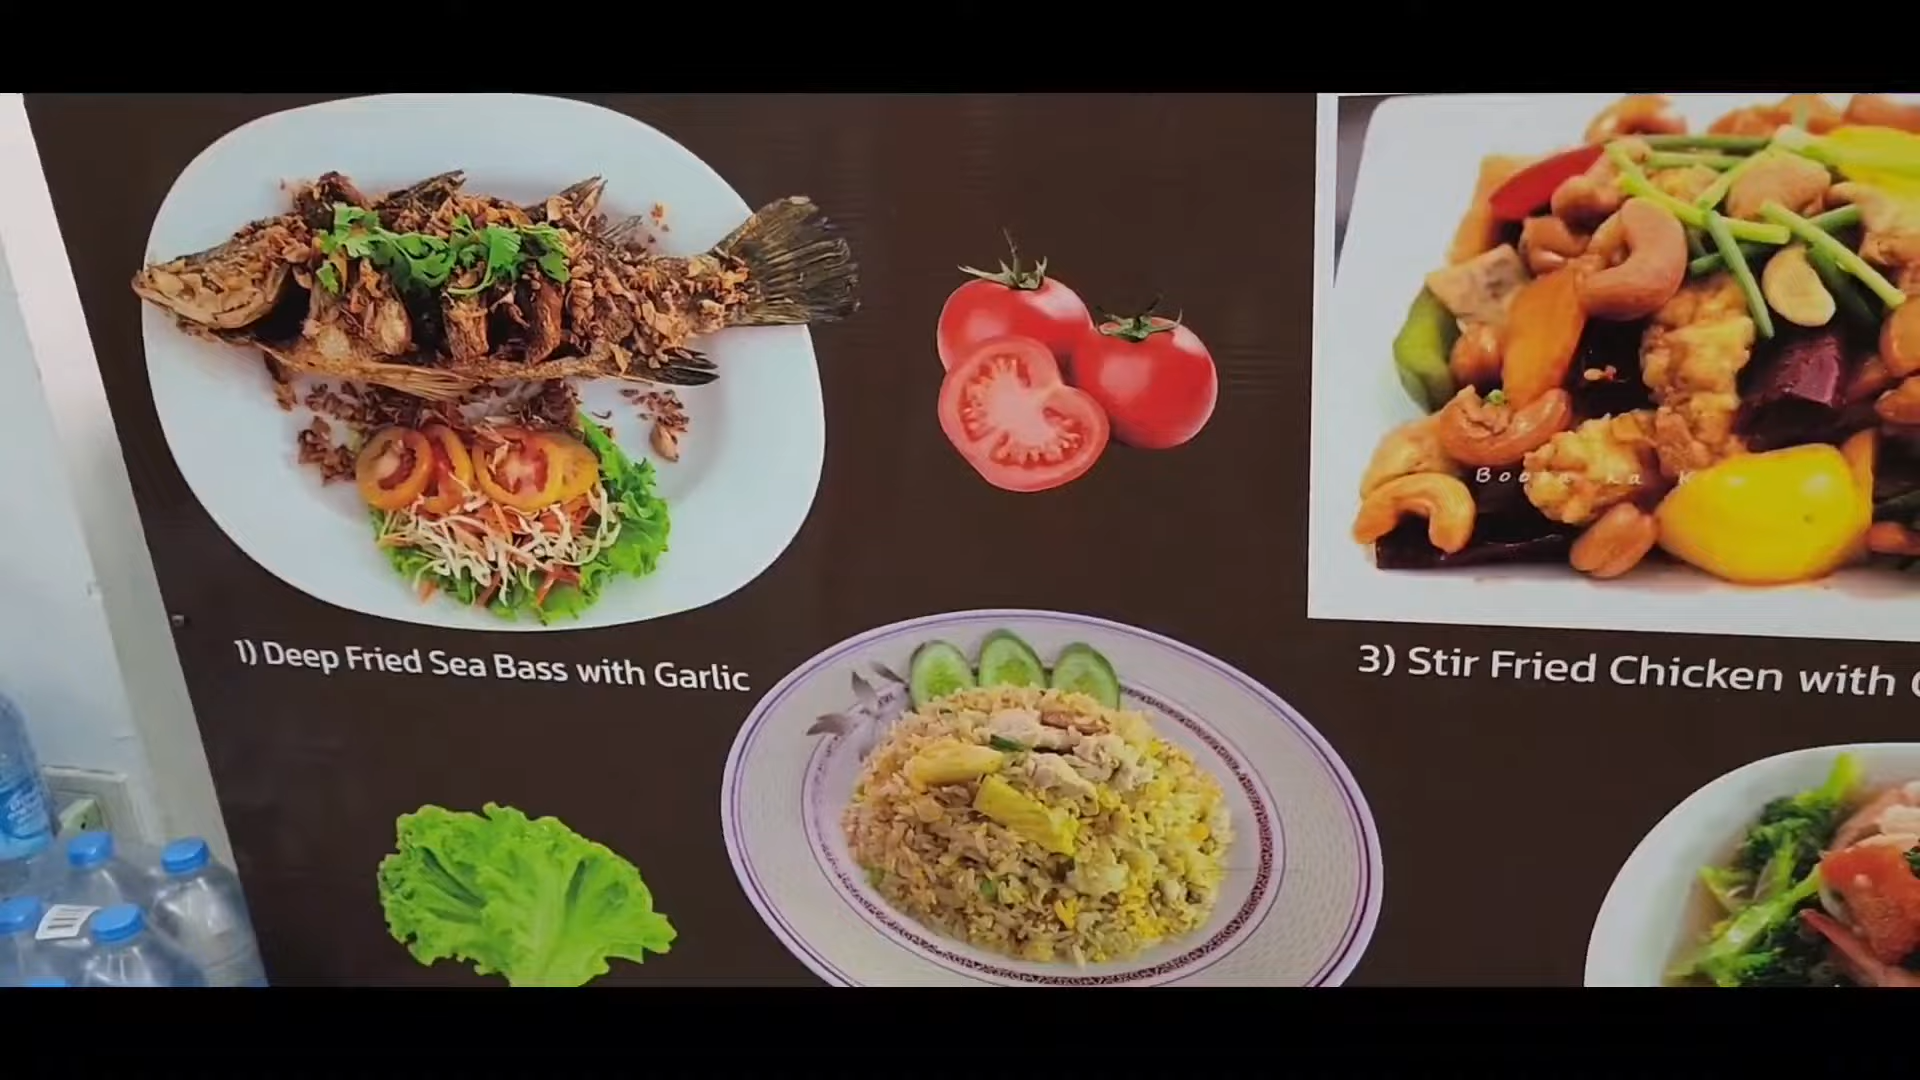 1) Deep Fried Sea Bass with Garlic
3) Stir Fried Chicken with